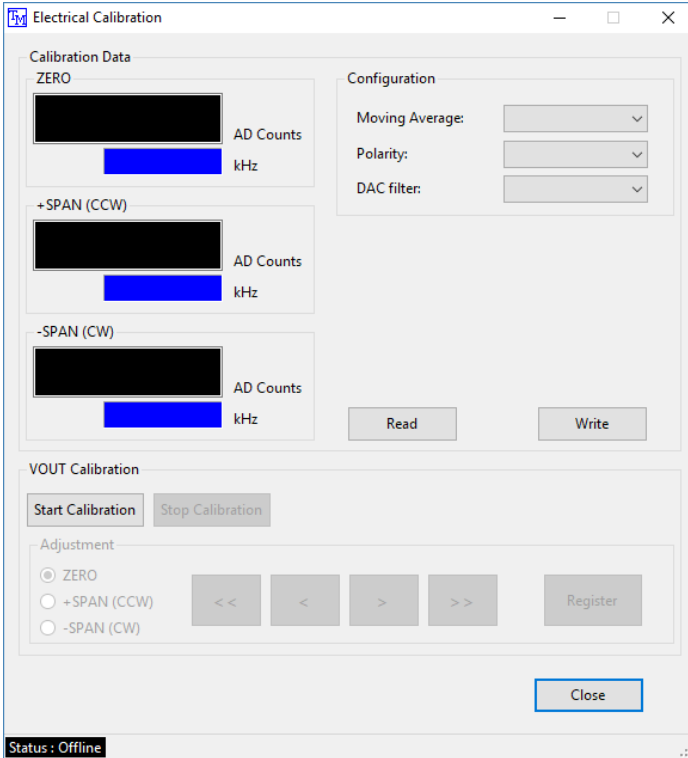 TM Electrical Calibration
Calibration Data
ZERO
AD Counts
kHz
+SPAN (CCW)
AD Counts
kHz
-SPAN (CW)
AD Counts
kHz
Configuration
Moving Average:
Polarity:
DAC filter:
Read
Write
VOUT Calibration
Start Calibration
Stop Calibration
Adjustment
ZERO
+SPAN (CCW)
-SPAN (CW)
< <
<
>
> >
Register
Close
Status : Offline